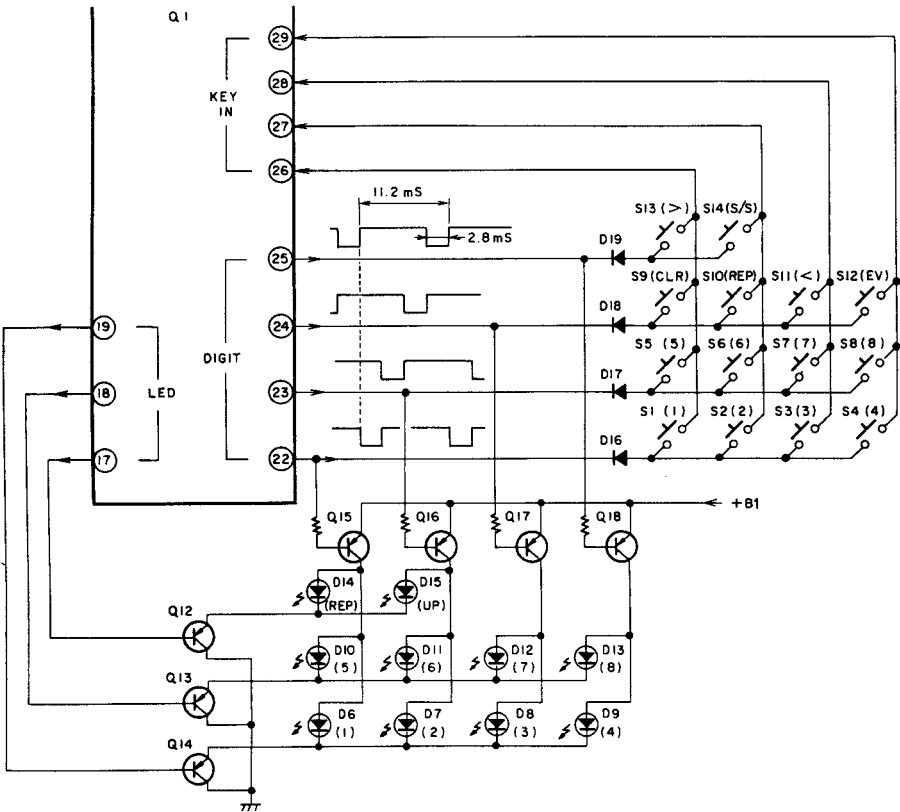 Q1
29
28
KEY
IN
27
26
11.2 mS
2.8mS
S13 (>) S14 (S/S)
25
D19
S9 (CLR) S10 (REP) S11 (<) S12 (EV)
24
D18
19
DIGIT
S5 (5) S6 (6) S7 (7) S8 (8)
18
LED
23
D17
S1 (1) S2 (2) S3 (3) S4 (4)
17
22
D16
+B1
Q15 Q16 Q17 Q18
D14
(REP)
D15
(UP)
Q12
D10
(5)
D11
(6)
D12
(7)
D13
(8)
Q13
D6
(1)
D7
(2)
D8
(3)
D9
(4)
Q14